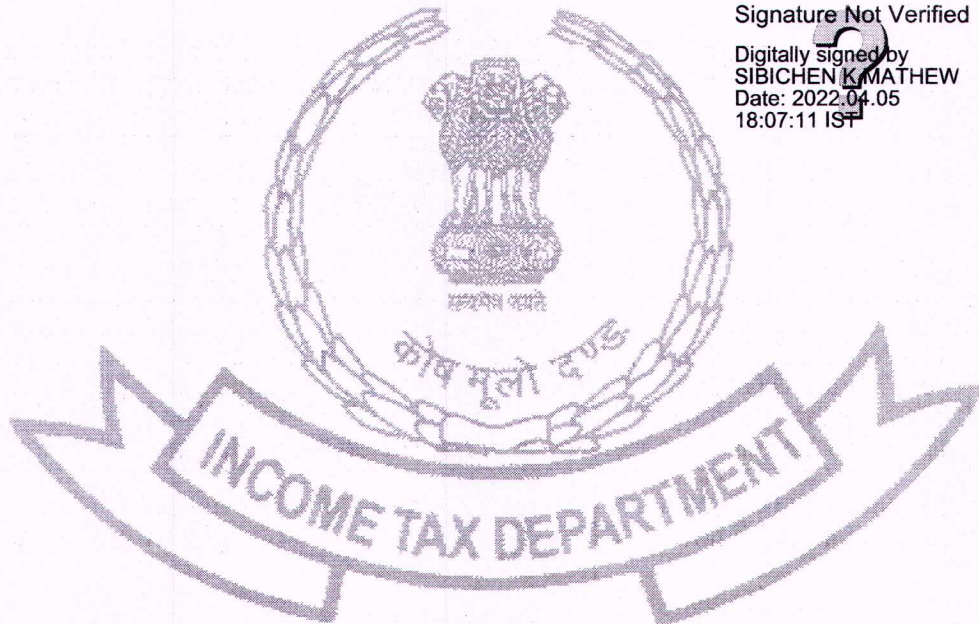 Signature Not Verified
Digitally signed by
SIBICHEN K MATHEW
Date: 2022.04.05
18:07:11 IST
सत्यमेव जयते
कोष मूलो दण्ड
INCOME TAX DEPARTMENT